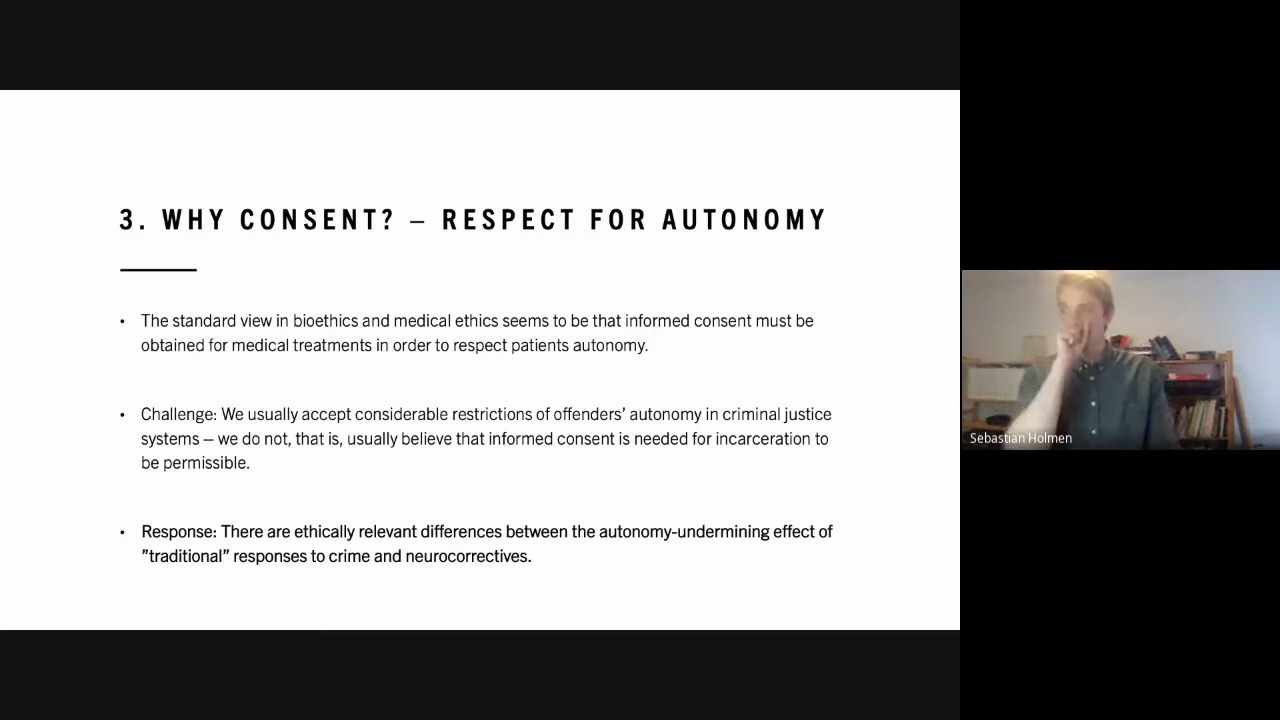 3. WHY CONSENT? – RESPECT FOR AUTONOMY
• The standard view in bioethics and medical ethics seems to be that informed consent must be
obtained for medical treatments in order to respect patients autonomy.
• Challenge: We usually accept considerable restrictions of offenders’ autonomy in criminal justice
systems – we do not, that is, usually believe that informed consent is needed for incarceration to
be permissible.
• Response: There are ethically relevant differences between the autonomy-undermining effect of
”traditional” responses to crime and neurocorrectives.
Sebastian Holmen